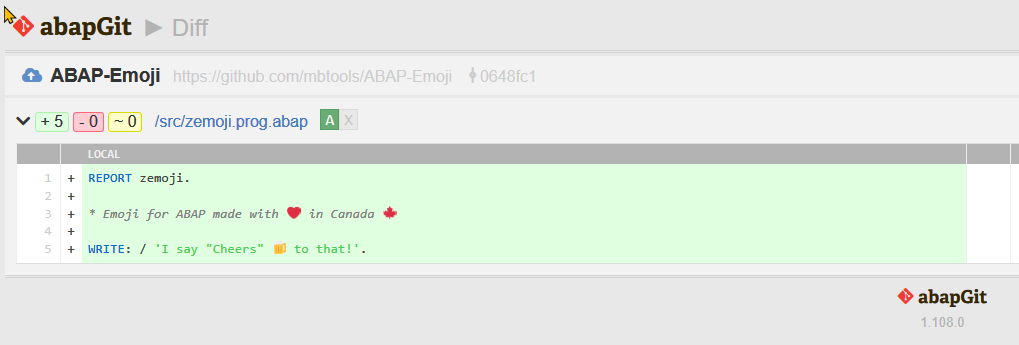 abapGit ▶ Diff
ABAP-Emoji https://github.com/mbtools/ABAP-Emoji 0648fc1
+ 5 - 0 ~ 0 /src/zemoji.prog.abap A X
LOCAL
1 + REPORT zemoji.
2 +
3 + * Emoji for ABAP made with ❤️ in Canada 🍁
4 +
5 + WRITE: / 'I say "Cheers" 🍺 to that!'.
abapGit
1.108.0